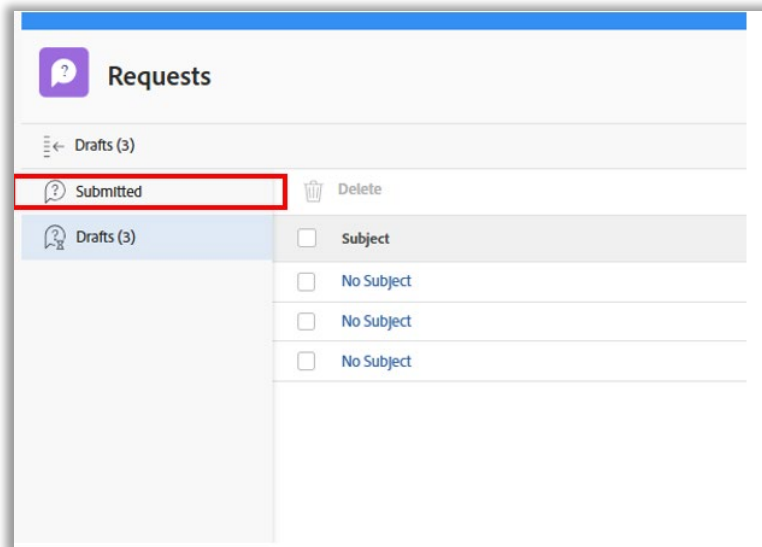 Requests
Drafts (3)
Submitted
Delete
Drafts (3)
Subject
No Subject
No Subject
No Subject